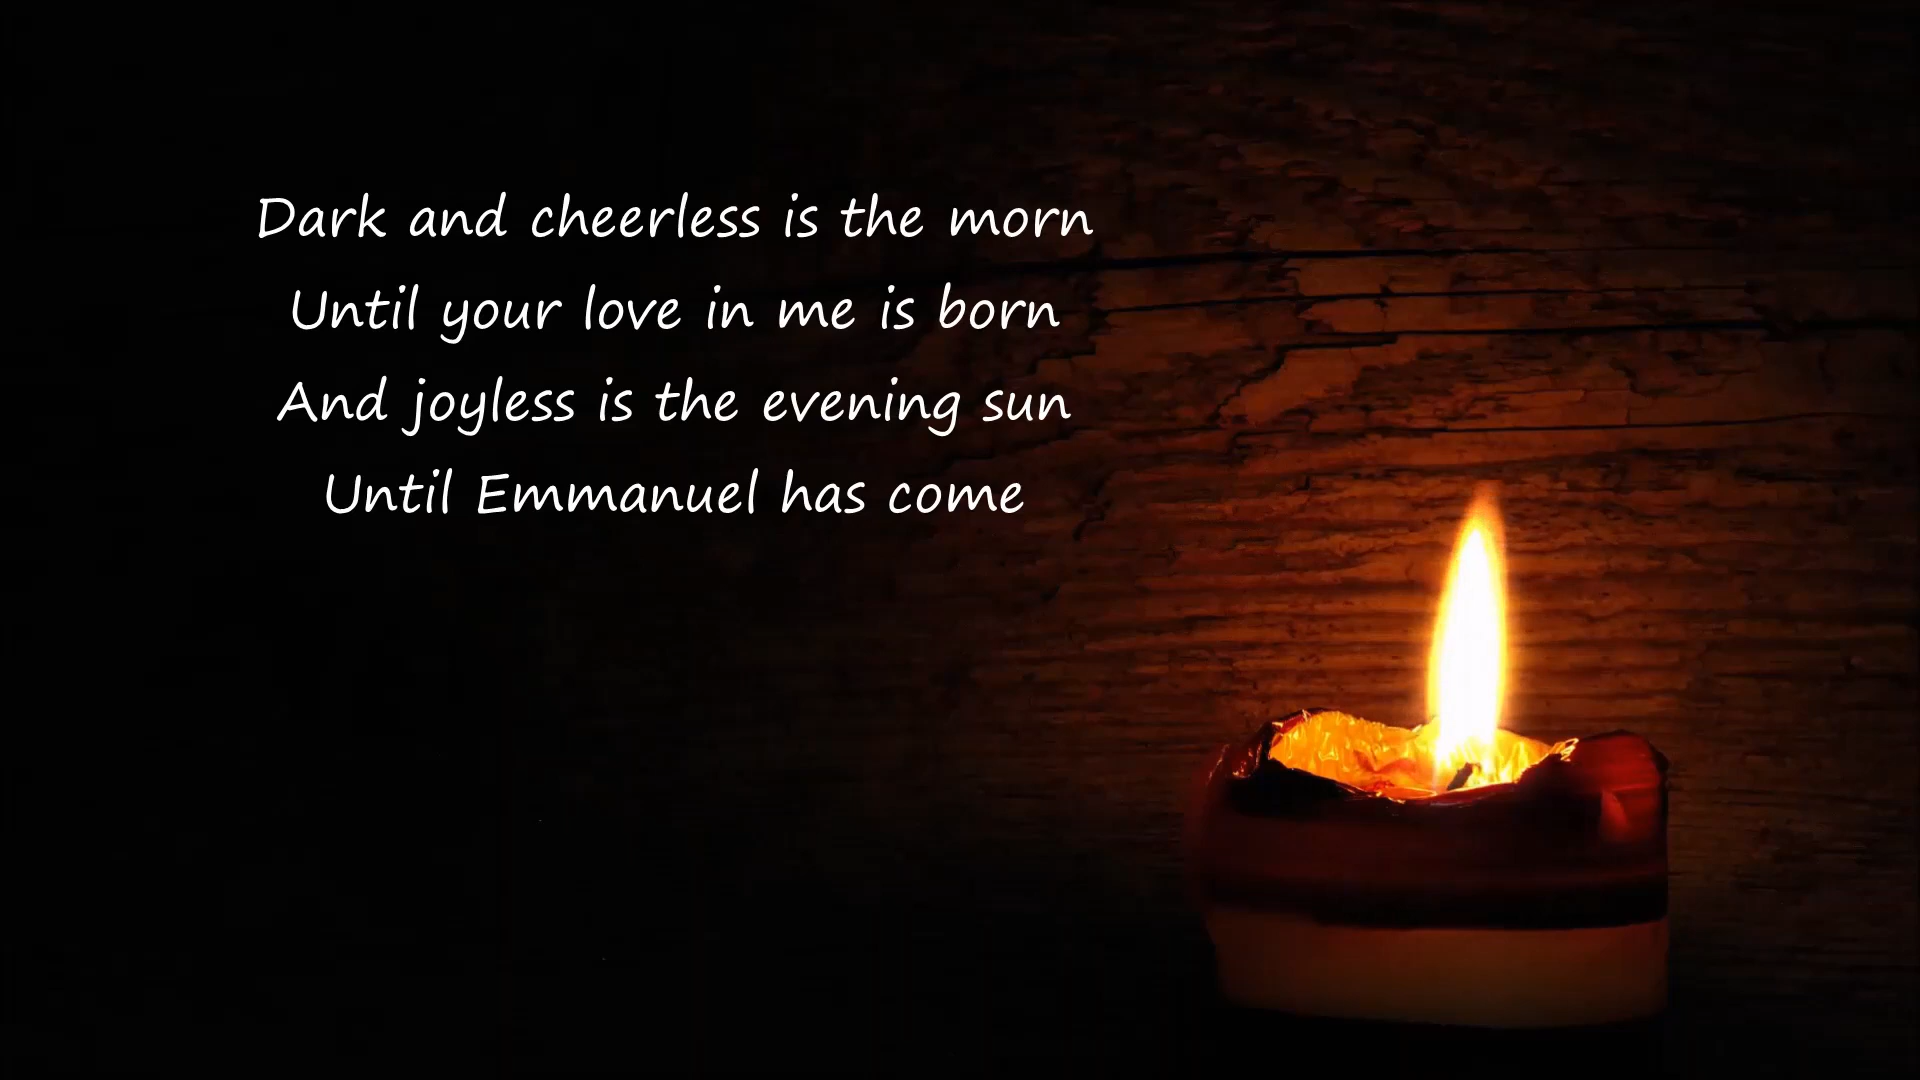 Dark and cheerless is the morn
Until your love in me is born
And joyless is the evening sun
Until Emmanuel has come